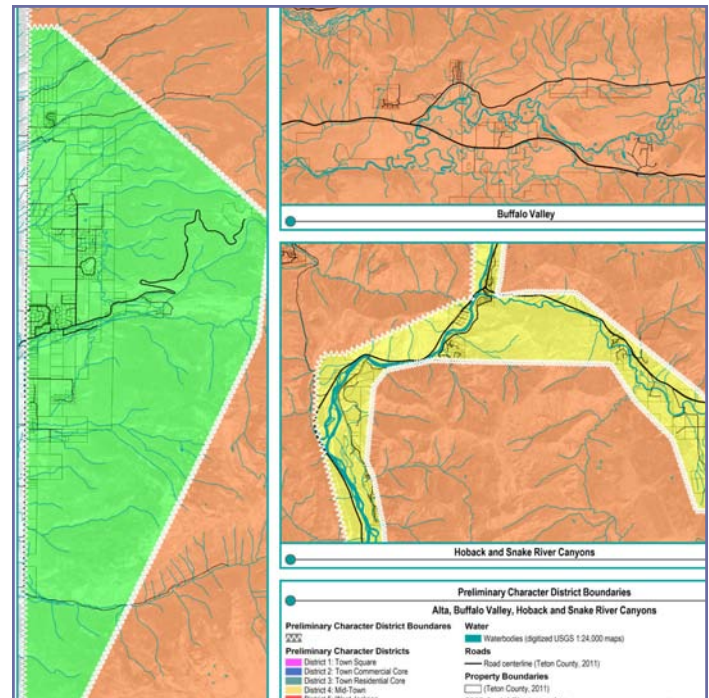 Buffalo Valley
Hoback and Snake River Canyons
Preliminary Character District Boundaries
Alta, Buffalo Valley, Hoback and Snake River Canyons
Preliminary Character District Boundaries
Preliminary Character Districts
District 1: Town Square
District 2: Town Commercial Core
District 3: Town Residential Core
District 4: Mid-Town
Water
Waterbodies (digitized USGS 1:24,000 maps)
Roads
Road centerline (Teton County, 2011)
Property Boundaries
(Teton County, 2011)